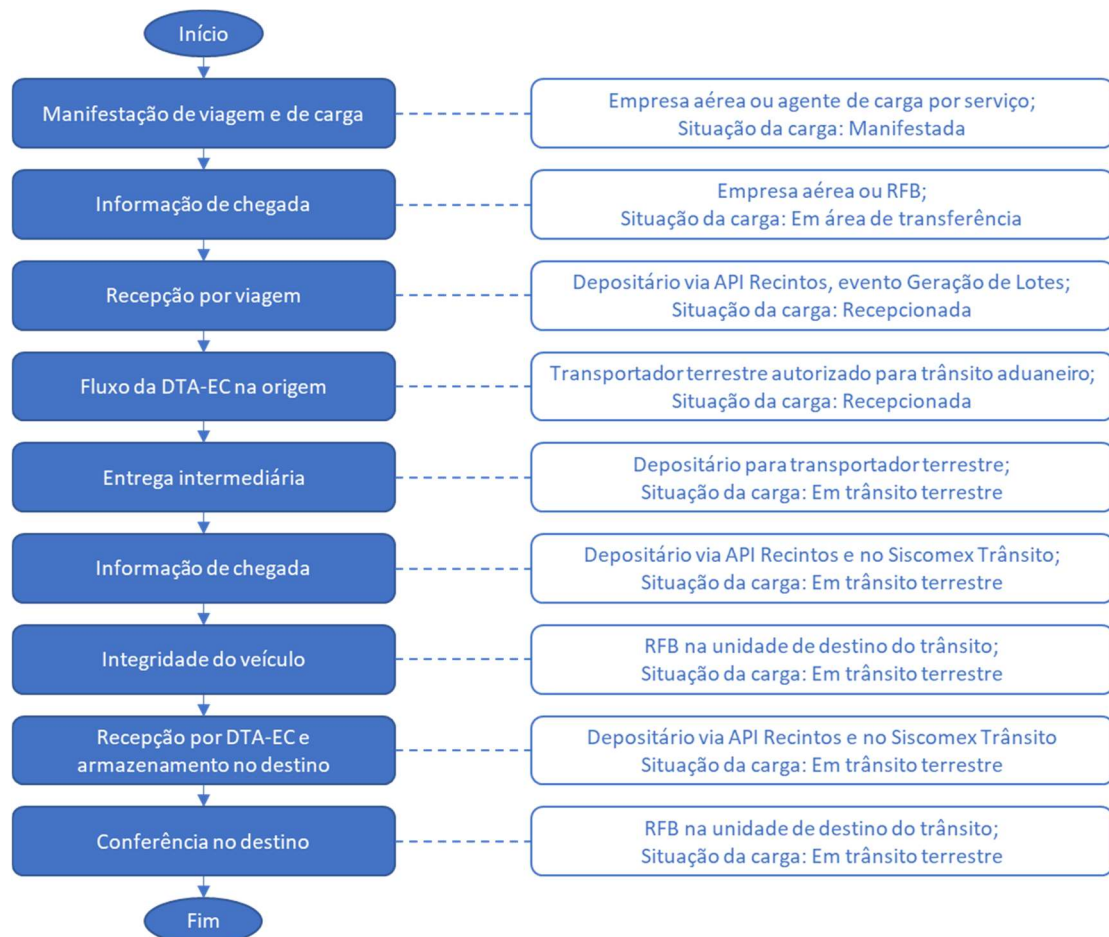 Início
Manifestação de viagem e de carga
Empresa aérea ou agente de carga por serviço;
Situação da carga: Manifestada
Informação de chegada
Empresa aérea ou RFB;
Situação da carga: Em área de transferência
Recepção por viagem
Depositário via API Recintos, evento Geração de Lotes;
Situação da carga: Recepcionada
Fluxo da DTA-EC na origem
Transportador terrestre autorizado para trânsito aduaneiro;
Situação da carga: Recepcionada
Entrega intermediária
Depositário para transportador terrestre;
Situação da carga: Em trânsito terrestre
Informação de chegada
Depositário via API Recintos e no Siscomex Trânsito;
Situação da carga: Em trânsito terrestre
Integridade do veículo
RFB na unidade de destino do trânsito;
Situação da carga: Em trânsito terrestre
Recepção por DTA-EC e
armazenamento no destino
Depositário via API Recintos e no Siscomex Trânsito
Situação da carga: Em trânsito terrestre
Conferência no destino
RFB na unidade de destino do trânsito;
Situação da carga: Em trânsito terrestre
Fim